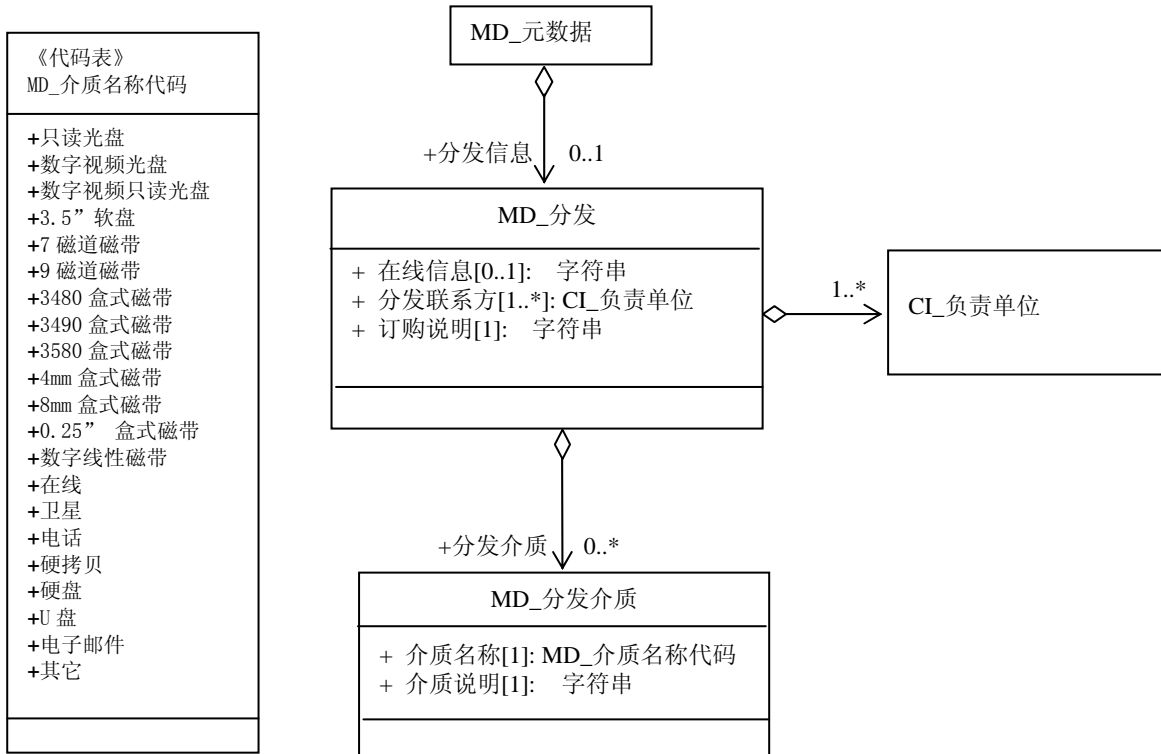 《代码表》
MD_介质名称代码
+只读光盘
+数字视频光盘
+数字视频只读光盘
+3.5”软盘
+7 磁道磁带
+9 磁道磁带
+3480 盒式磁带
+3490 盒式磁带
+3580 盒式磁带
+4mm 盒式磁带
+8mm 盒式磁带
+0.25” 盒式磁带
+数字线性磁带
+在线
+卫星
+电话
+硬拷贝
+硬盘
+U 盘
+电子邮件
+其它
MD_元数据
+分发信息 0..1
MD_分发
+ 在线信息[0..1]: 字符串
+ 分发联系方[1..*]: CI_负责单位
+ 订购说明[1]: 字符串
1..*
CI_负责单位
+分发介质 0..*
MD_分发介质
+ 介质名称[1]: MD_介质名称代码
+ 介质说明[1]: 字符串